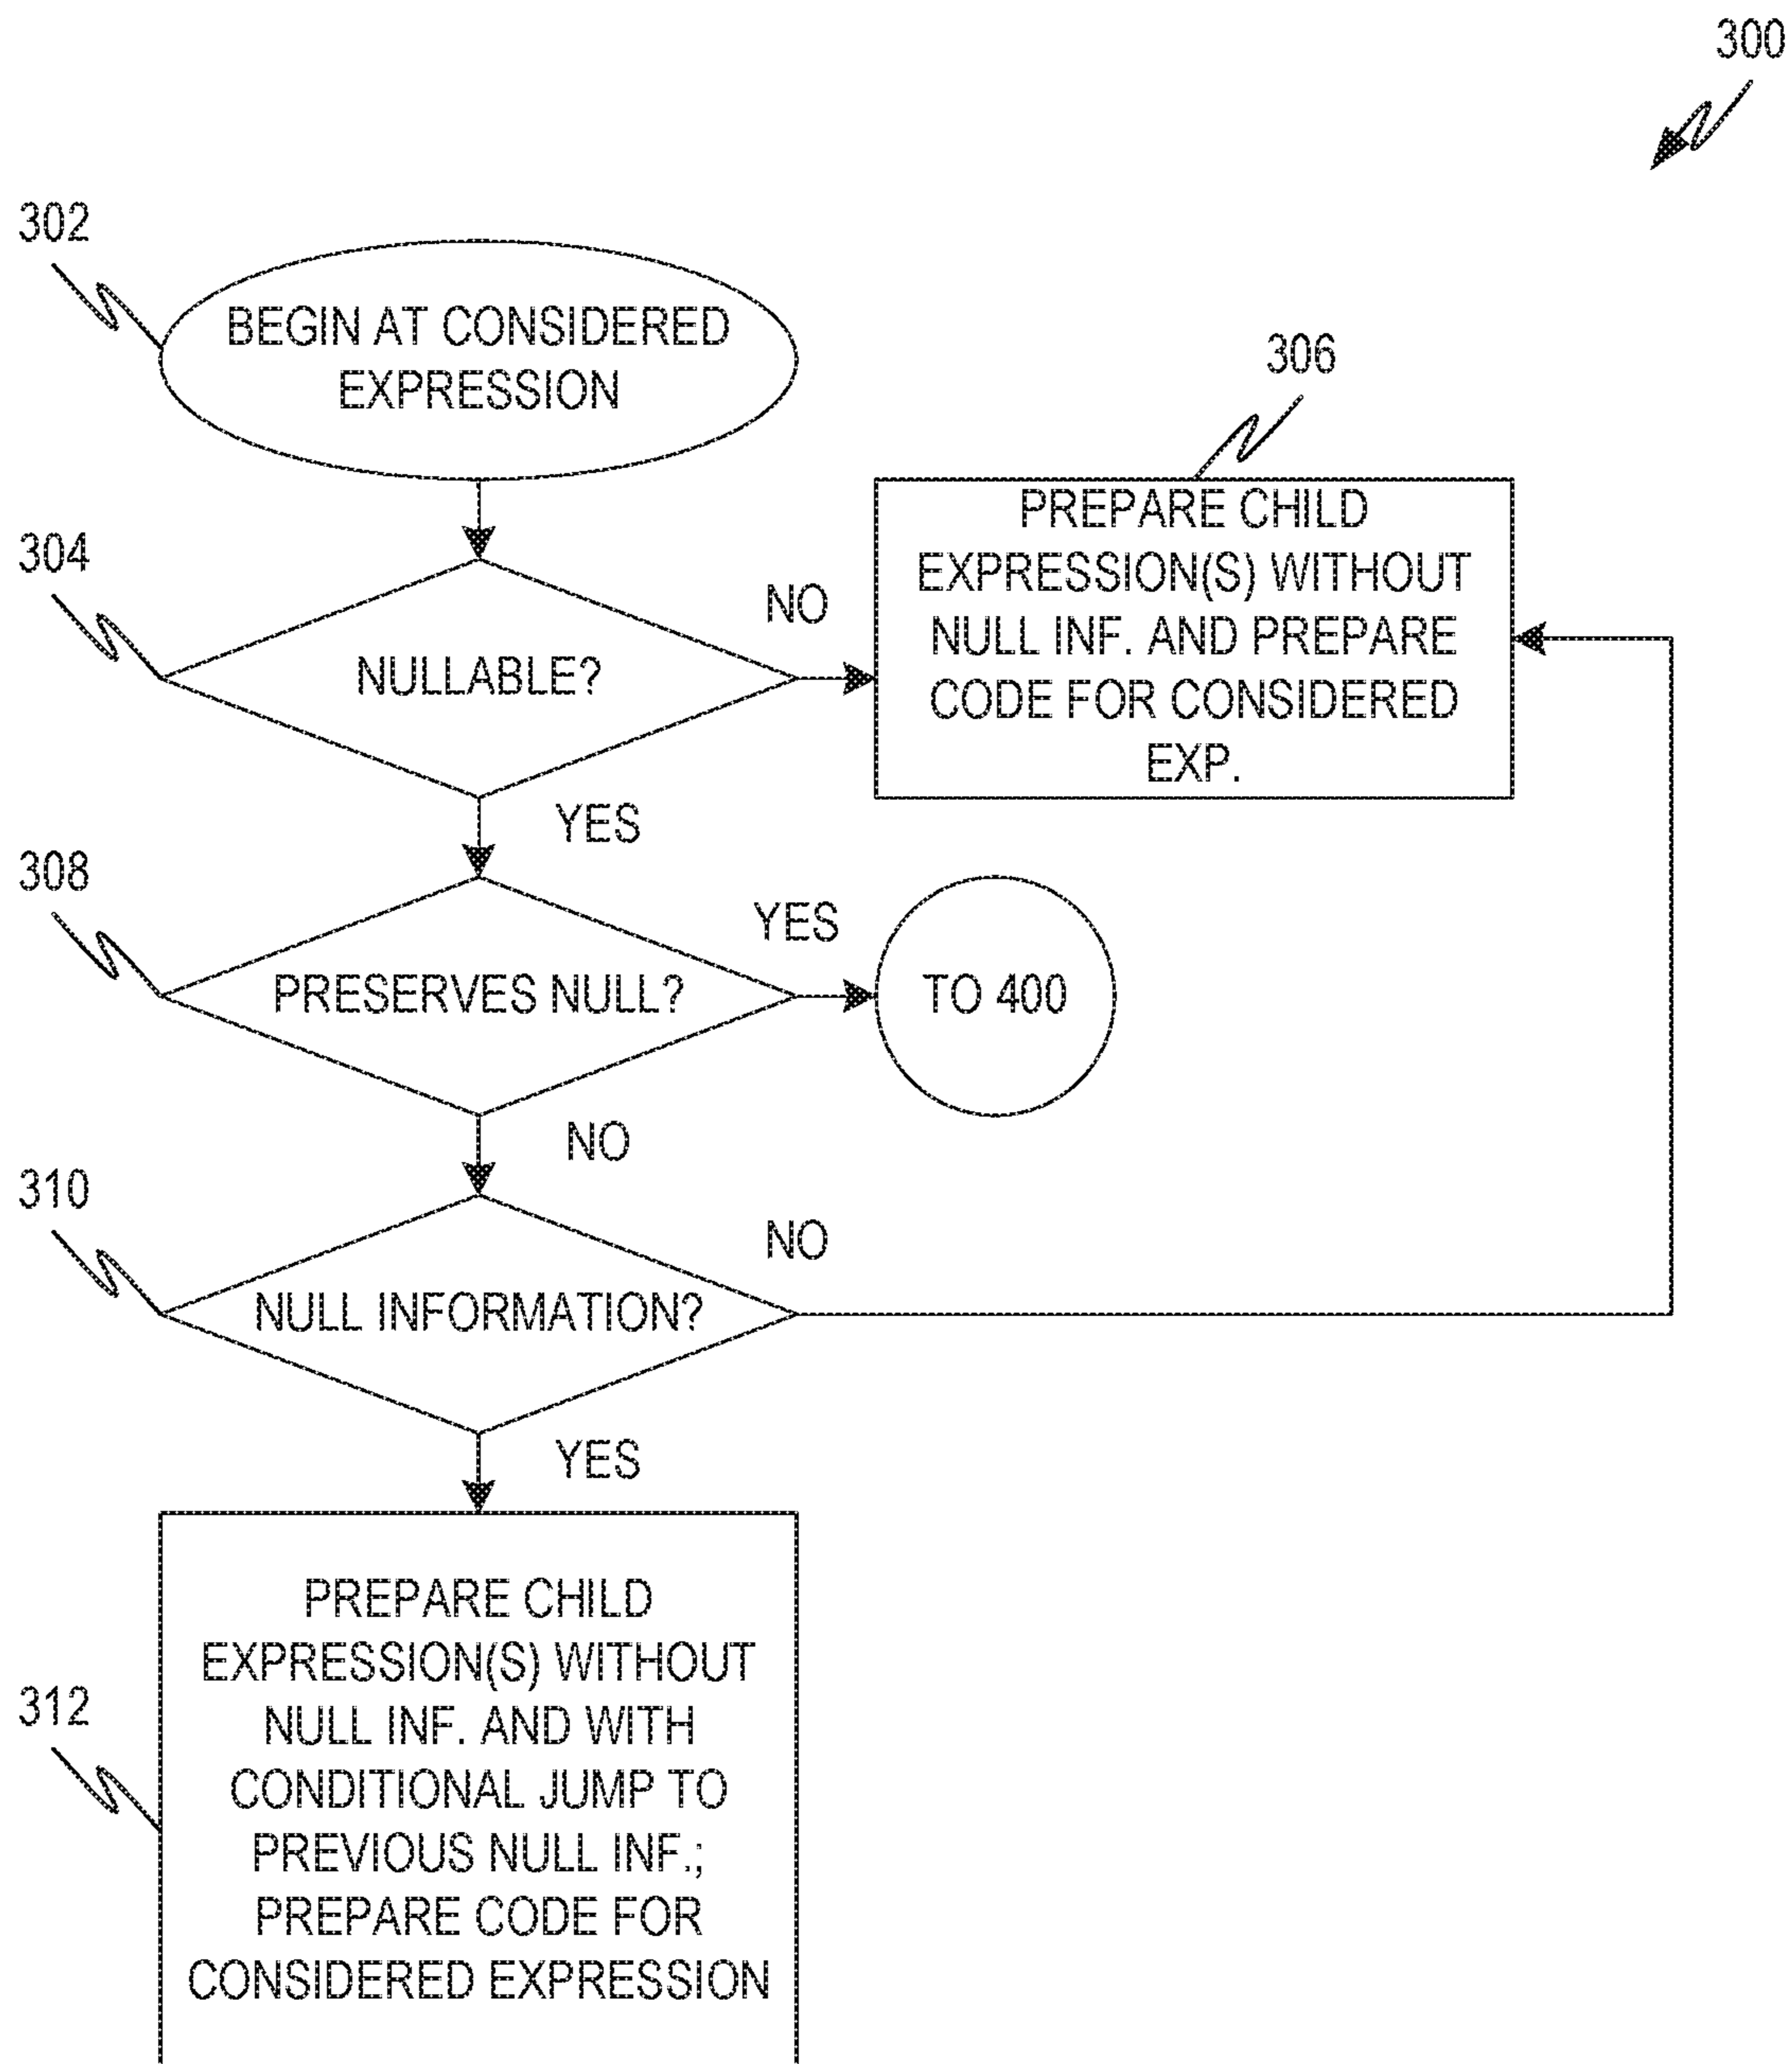 300
302
BEGIN AT CONSIDERED
EXPRESSION
306
PREPARE CHILD
EXPRESSION(S) WITHOUT
NULL INF. AND PREPARE
CODE FOR CONSIDERED
EXP.
304
NULLABLE?
NO
YES
308
PRESERVES NULL?
YES
TO 400
NO
310
NULL INFORMATION?
NO
YES
312
PREPARE CHILD
EXPRESSION(S) WITHOUT
NULL INF. AND WITH
CONDITIONAL JUMP TO
PREVIOUS NULL INF.;
PREPARE CODE FOR
CONSIDERED EXPRESSION